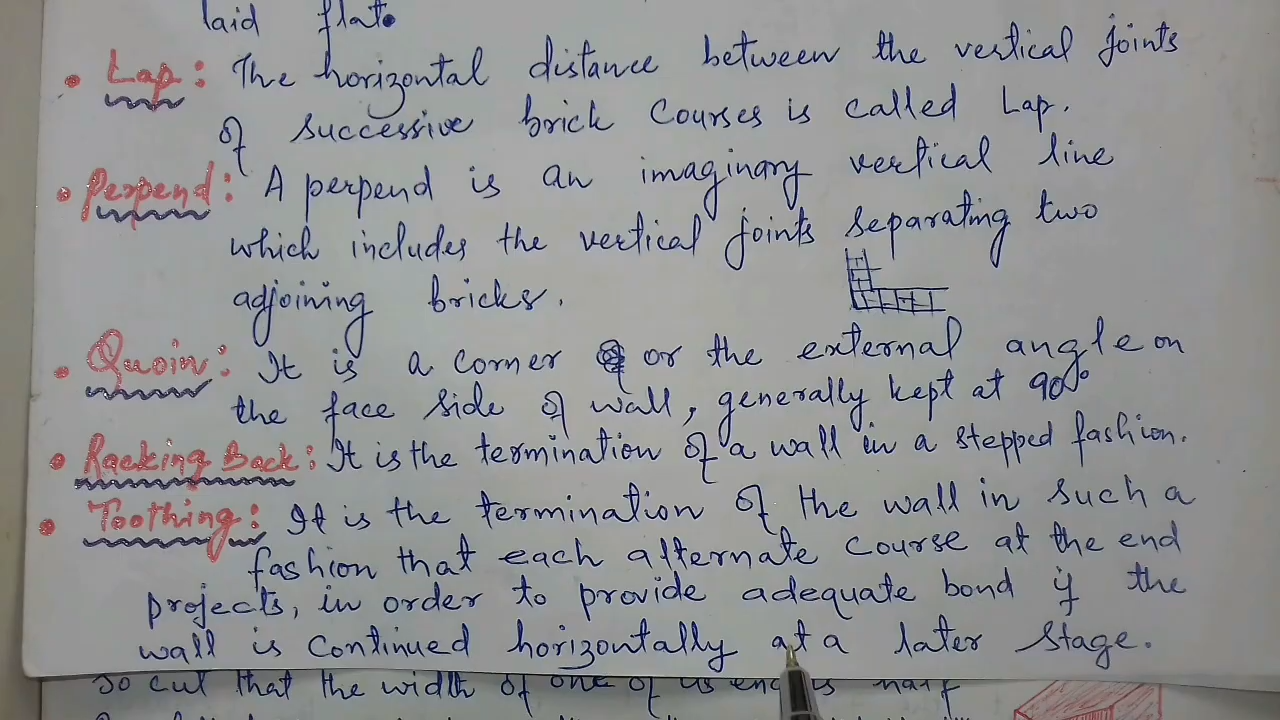 laid flat.
• Lap: The horizontal distance between the vertical joints
of successive brick Courses is called Lap.
• Perpend: A perpend is an imaginary vertical line
which includes the vertical joints separating two
adjoining bricks.
• Quoin: It is a corner or the external angle on
the face side of wall, generally kept at 90°
• Racking Back: It is the termination of a wall in a stepped fashion.
• Toothing: It is the termination of the wall in such a
fashion that each alternate course at the end
projects, in order to provide adequate bond if the
wall is continued horizontally at a later stage.
so cut that the width of one of its end is half